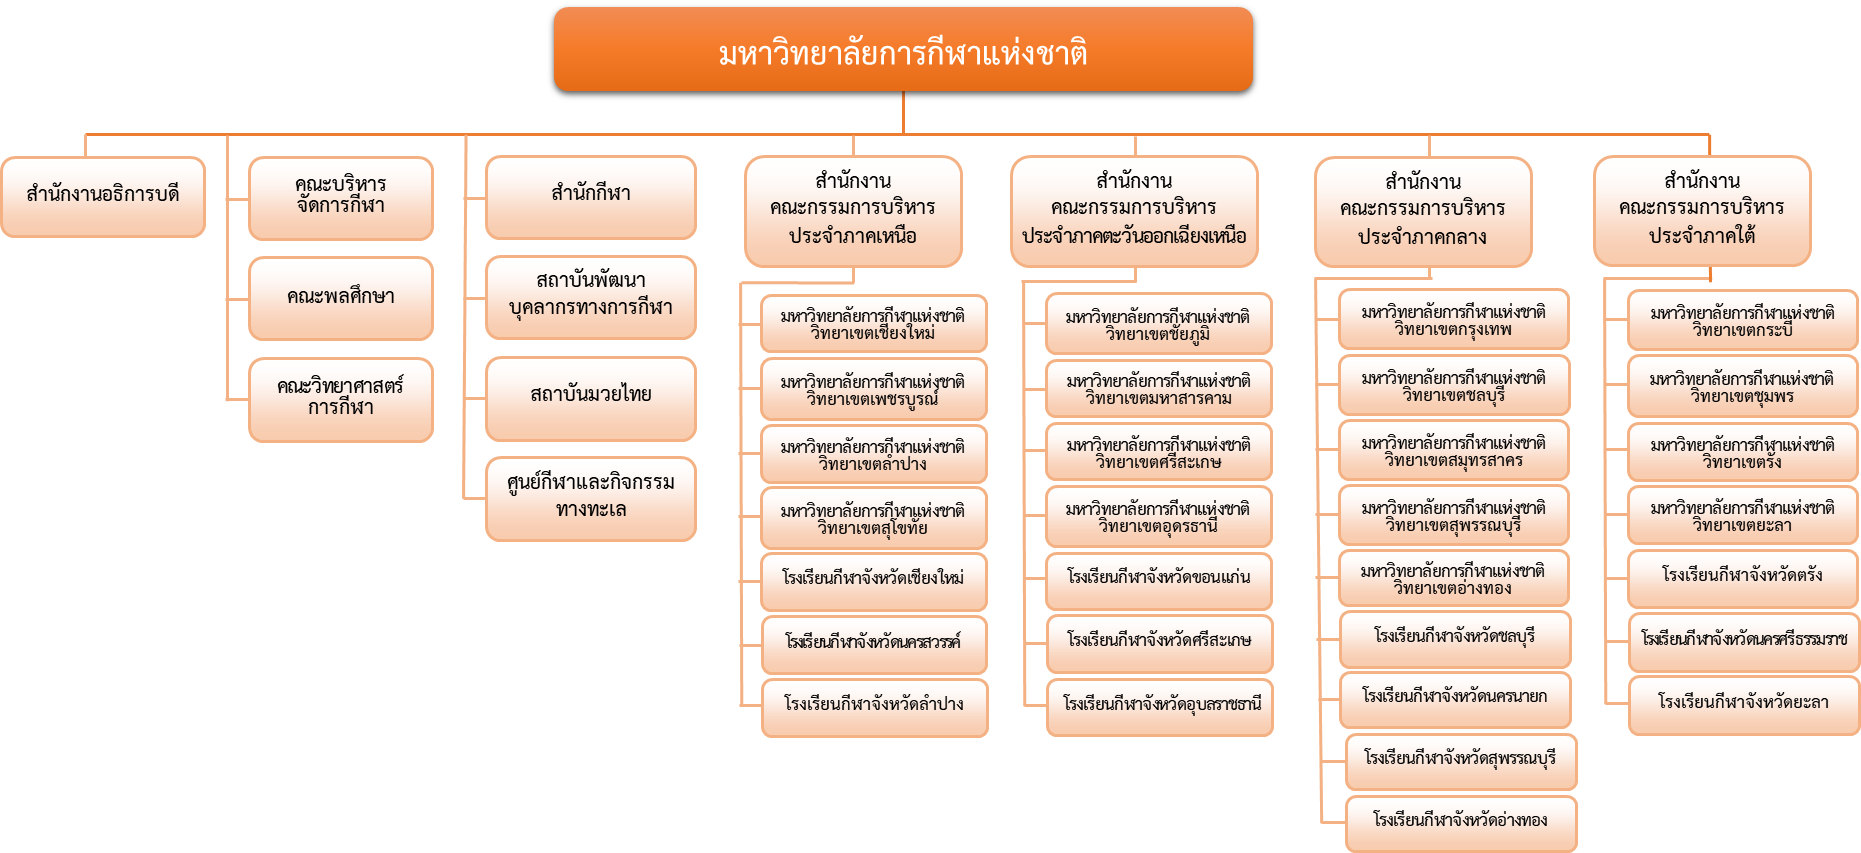 มหาวิทยาลัยการกีฬาแห่งชาติ
สำนักงานอธิการบดี
คณะบริหาร
จัดการกีฬา
คณะพลศึกษา
คณะวิทยาศาสตร์
การกีฬา
สำนักกีฬา
สถาบันพัฒนา
บุคลากรทางการกีฬา
สถาบันมวยไทย
ศูนย์กีฬาและกิจกรรม
ทางทะเล
สำนักงาน
คณะกรรมการบริหาร
ประจำภาคเหนือ
มหาวิทยาลัยการกีฬาแห่งชาติ
วิทยาเขตเชียงใหม่
มหาวิทยาลัยการกีฬาแห่งชาติ
วิทยาเขตเพชรบูรณ์
มหาวิทยาลัยการกีฬาแห่งชาติ
วิทยาเขตลำปาง
มหาวิทยาลัยการกีฬาแห่งชาติ
วิทยาเขตสุโขทัย
โรงเรียนกีฬาจังหวัดเชียงใหม่
โรงเรียนกีฬาจังหวัดนครสวรรค์
โรงเรียนกีฬาจังหวัดลำปาง
สำนักงาน
คณะกรรมการบริหาร
ประจำภาคตะวันออกเฉียงเหนือ
มหาวิทยาลัยการกีฬาแห่งชาติ
วิทยาเขตชัยภูมิ
มหาวิทยาลัยการกีฬาแห่งชาติ
วิทยาเขตมหาสารคาม
มหาวิทยาลัยการกีฬาแห่งชาติ
วิทยาเขตศรีสะเกษ
มหาวิทยาลัยการกีฬาแห่งชาติ
วิทยาเขตอุดรธานี
โรงเรียนกีฬาจังหวัดขอนแก่น
โรงเรียนกีฬาจังหวัดศรีสะเกษ
โรงเรียนกีฬาจังหวัดอุบลราชธานี
สำนักงาน
คณะกรรมการบริหาร
ประจำภาคกลาง
มหาวิทยาลัยการกีฬาแห่งชาติ
วิทยาเขตกรุงเทพ
มหาวิทยาลัยการกีฬาแห่งชาติ
วิทยาเขตชลบุรี
มหาวิทยาลัยการกีฬาแห่งชาติ
วิทยาเขตสมุทรสาคร
มหาวิทยาลัยการกีฬาแห่งชาติ
วิทยาเขตสุพรรณบุรี
มหาวิทยาลัยการกีฬาแห่งชาติ
วิทยาเขตอ่างทอง
โรงเรียนกีฬาจังหวัดชลบุรี
โรงเรียนกีฬาจังหวัดนครนายก
โรงเรียนกีฬาจังหวัดสุพรรณบุรี
โรงเรียนกีฬาจังหวัดอ่างทอง
สำนักงาน
คณะกรรมการบริหาร
ประจำภาคใต้
มหาวิทยาลัยการกีฬาแห่งชาติ
วิทยาเขตกระบี่
มหาวิทยาลัยการกีฬาแห่งชาติ
วิทยาเขตชุมพร
มหาวิทยาลัยการกีฬาแห่งชาติ
วิทยาเขตรัง
มหาวิทยาลัยการกีฬาแห่งชาติ
วิทยาเขตยะลา
โรงเรียนกีฬาจังหวัดตรัง
โรงเรียนกีฬาจังหวัดนครศรีธรรมราช
โรงเรียนกีฬาจังหวัดยะลา